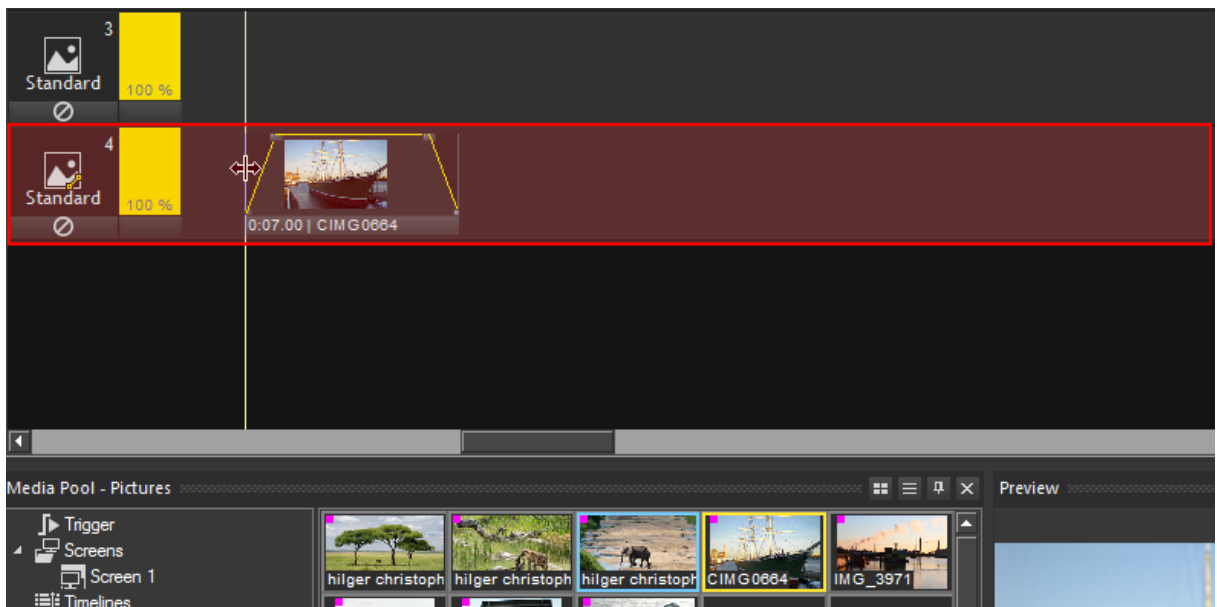 3
Standard
100 %
4
Standard
100 %
0:07.00 | CIMG0664
Media Pool - Pictures
Preview
Trigger
Screens
Screen 1
Timelines
hilger christoph
hilger christoph
hilger christoph
CIMG0664
IMG_3971